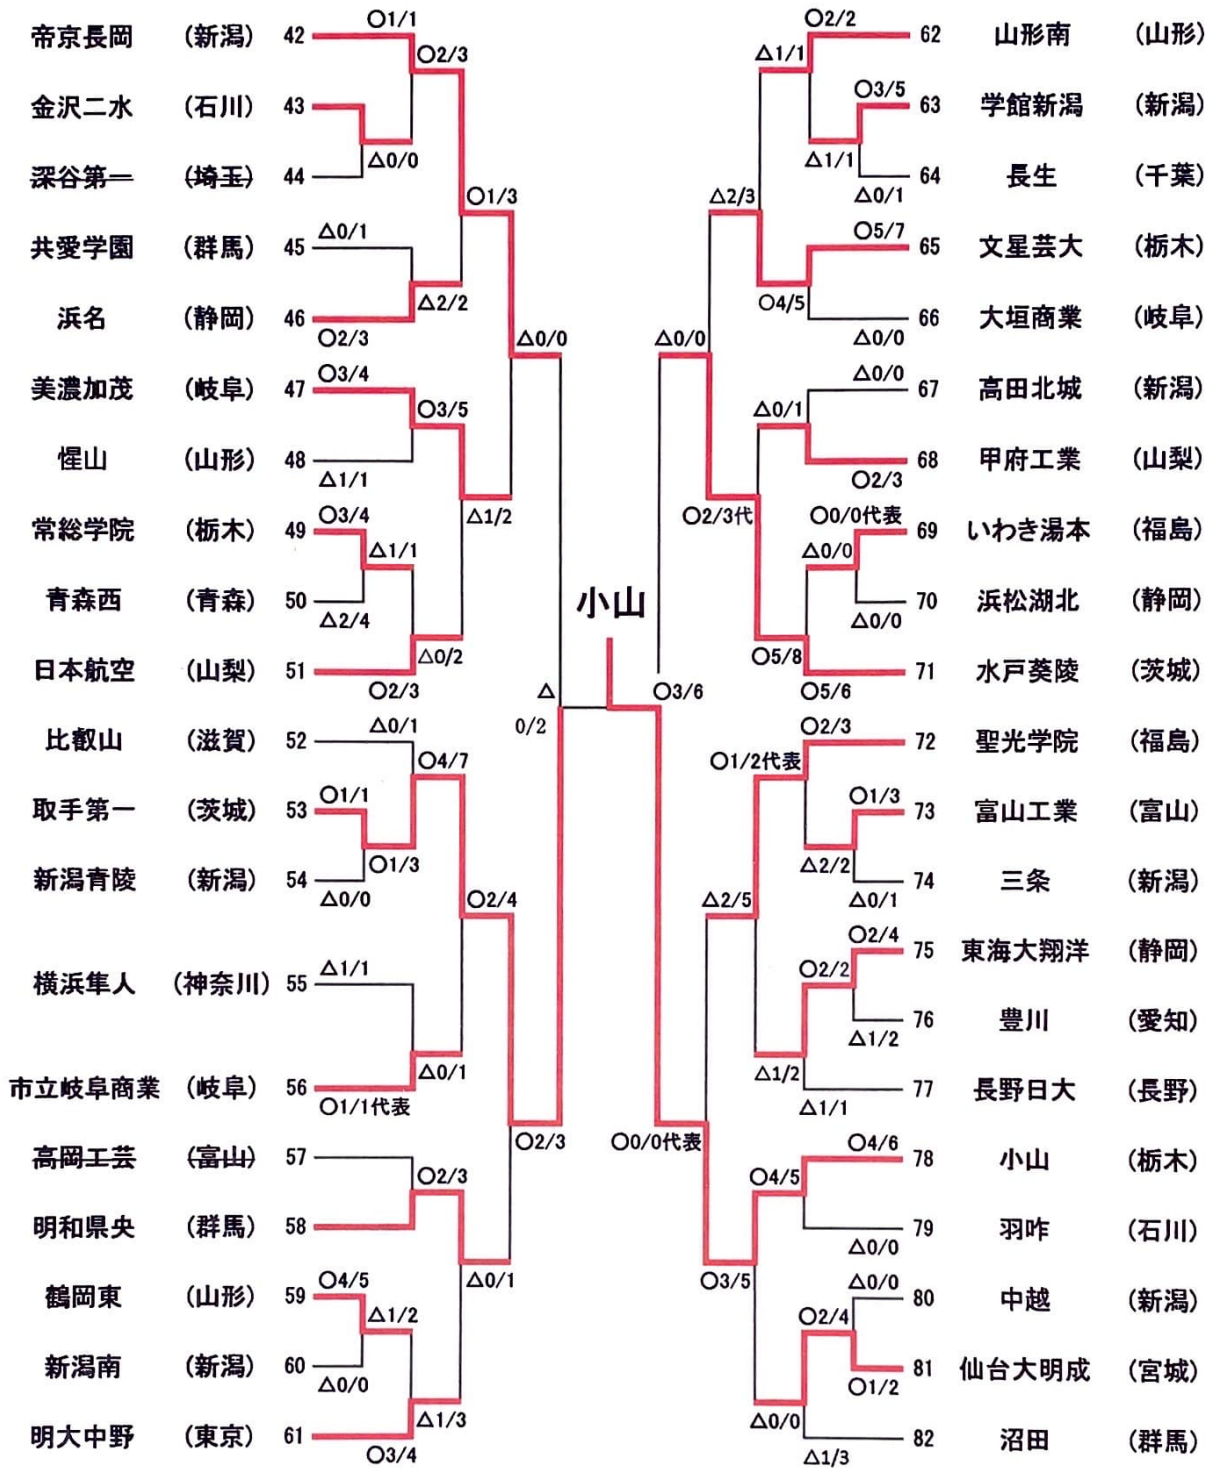 帝京長岡 (新潟) 42 ○1/1
○2/3
金沢二水 (石川) 43
△0/0
深谷第一 (埼玉) 44
○1/3
共愛学園 (群馬) 45 △0/1
△2/2
浜名 (静岡) 46 ○2/3
△0/0
美濃加茂 (岐阜) 47 ○3/4
○3/5
惺山 (山形) 48 △1/1
△1/2
常総学院 (栃木) 49 ○3/4
△1/1
青森西 (青森) 50 △2/4
△0/2
日本航空 (山梨) 51 ○2/3
△
0/2
比叡山 (滋賀) 52 △0/1
○4/7
取手第一 (茨城) 53 ○1/1
○1/3
新潟青陵 (新潟) 54 △0/0
○2/4
横浜隼人 (神奈川) 55 △1/1
△0/1
市立岐阜商業 (岐阜) 56 ○1/1代表
○2/3
高岡工芸 (富山) 57
○2/3
明和県央 (群馬) 58
△0/1
鶴岡東 (山形) 59 ○4/5
△1/2
新潟南 (新潟) 60 △0/0
△1/3
明大中野 (東京) 61 ○3/4
小山
○2/2 62 山形南 (山形)
△1/1
○3/5 63 学館新潟 (新潟)
△1/1
△0/1 64 長生 (千葉)
△2/3
○5/7 65 文星芸大 (栃木)
○4/5
△0/0 66 大垣商業 (岐阜)
△0/0
△0/0 67 高田北城 (新潟)
△0/1
○2/3 68 甲府工業 (山梨)
○2/3代
○0/0代表 69 いわき湯本 (福島)
△0/0
△0/0 70 浜松湖北 (静岡)
○5/8
○5/6 71 水戸葵陵 (茨城)
○3/6
○2/3 72 聖光学院 (福島)
○1/2代表
○1/3 73 富山工業 (富山)
△2/2
△0/1 74 三条 (新潟)
△2/5
○2/4 75 東海大翔洋 (静岡)
○2/2
△1/2 76 豊川 (愛知)
△1/2
△1/1 77 長野日大 (長野)
○0/0代表
○4/6 78 小山 (栃木)
○4/5
△0/0 79 羽咋 (石川)
○3/5
△0/0 80 中越 (新潟)
○2/4
○1/2 81 仙台大明成 (宮城)
△0/0
△1/3 82 沼田 (群馬)